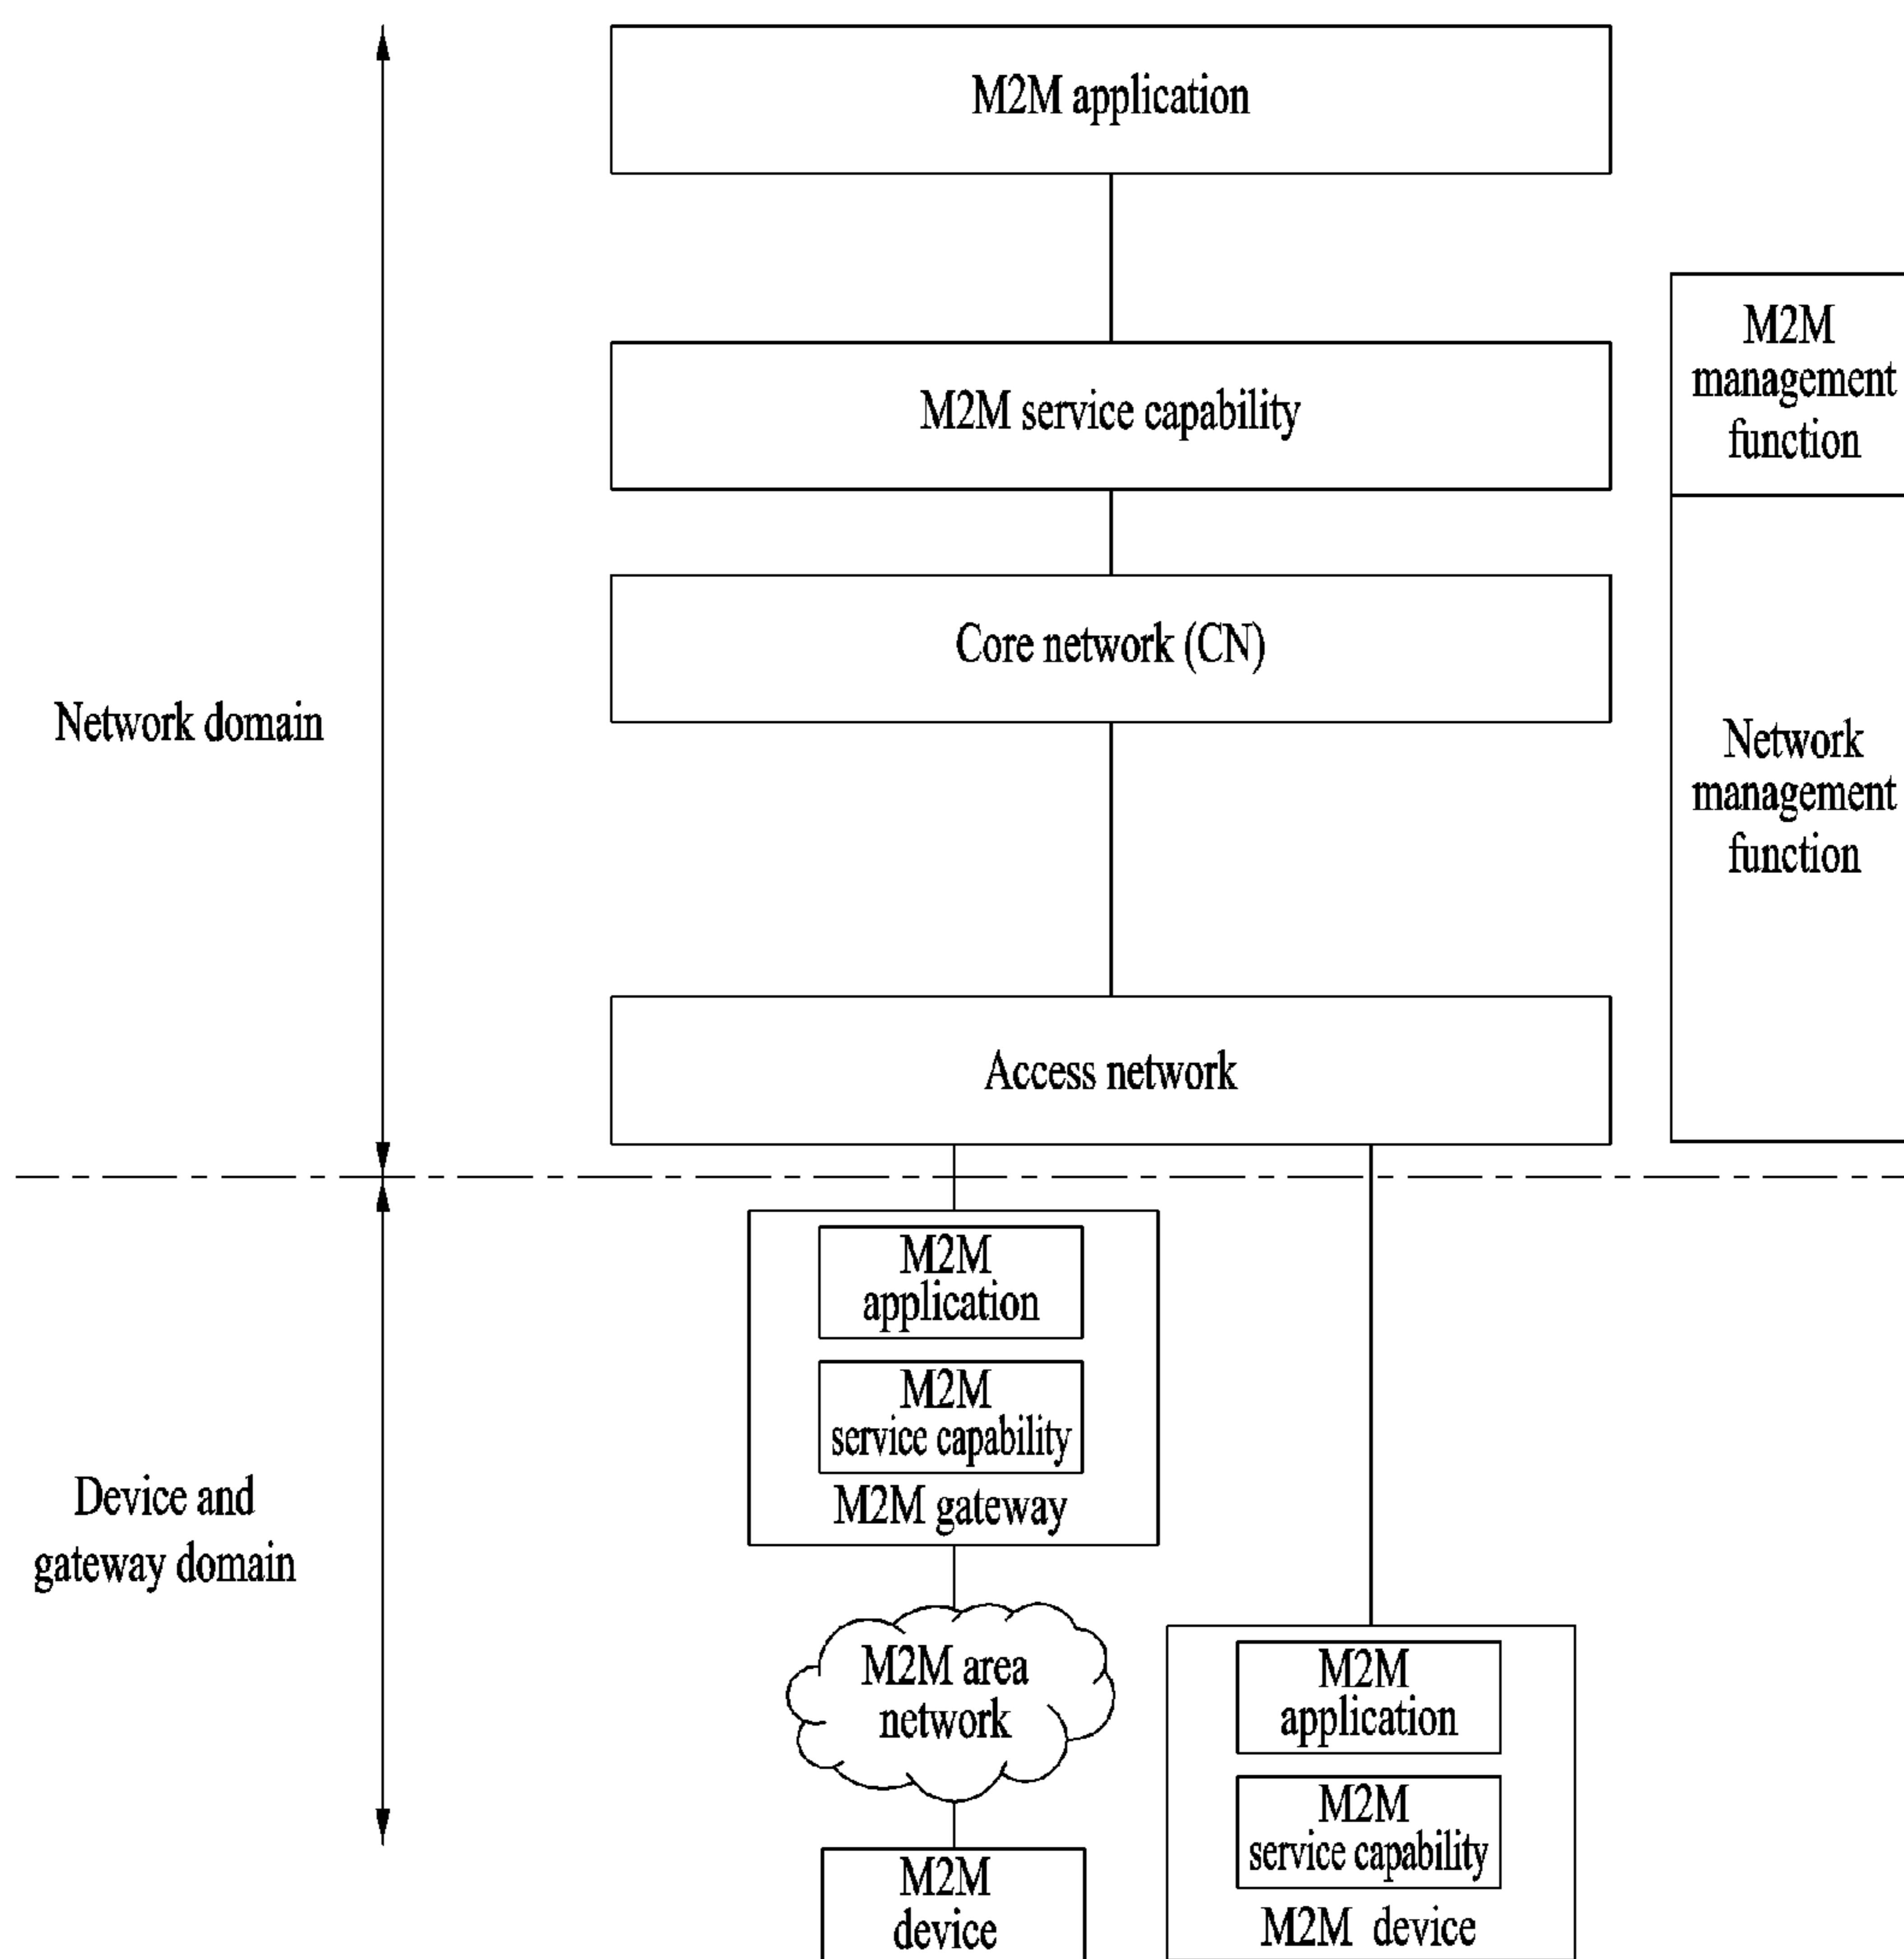 M2M application
M2M
management
function
M2M service capability
Core network (CN)
Network domain
Network
management
function
Access network
M2M
application
M2M
service capability
M2M gateway
Device and
gateway domain
M2M area
network
M2M
application
M2M
service capability
M2M device
M2M
device